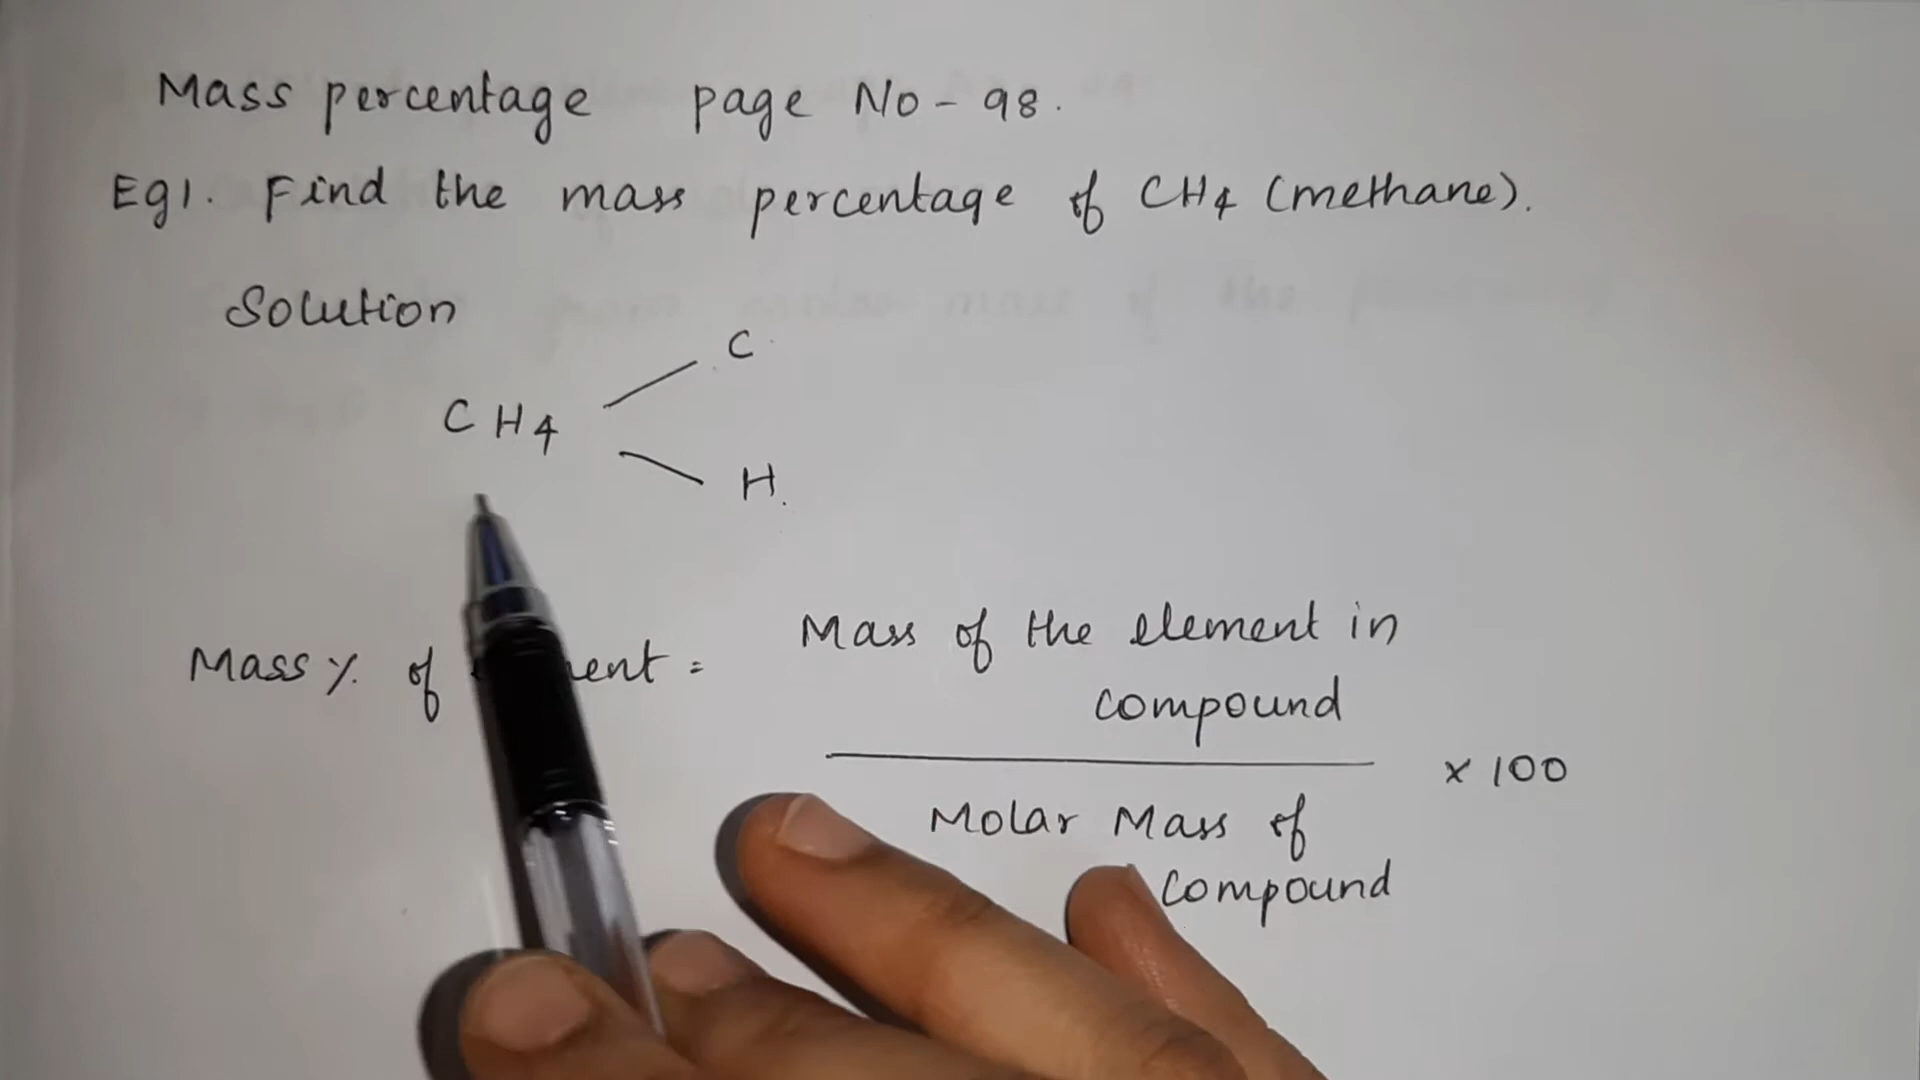 Mass percentage page No - 98.
Eg1. Find the mass percentage of CH4 (methane).
Solution
C
CH4
H.
Mass of the element in
Mass % of ment =
compound
x 100
Molar Mass of
compound